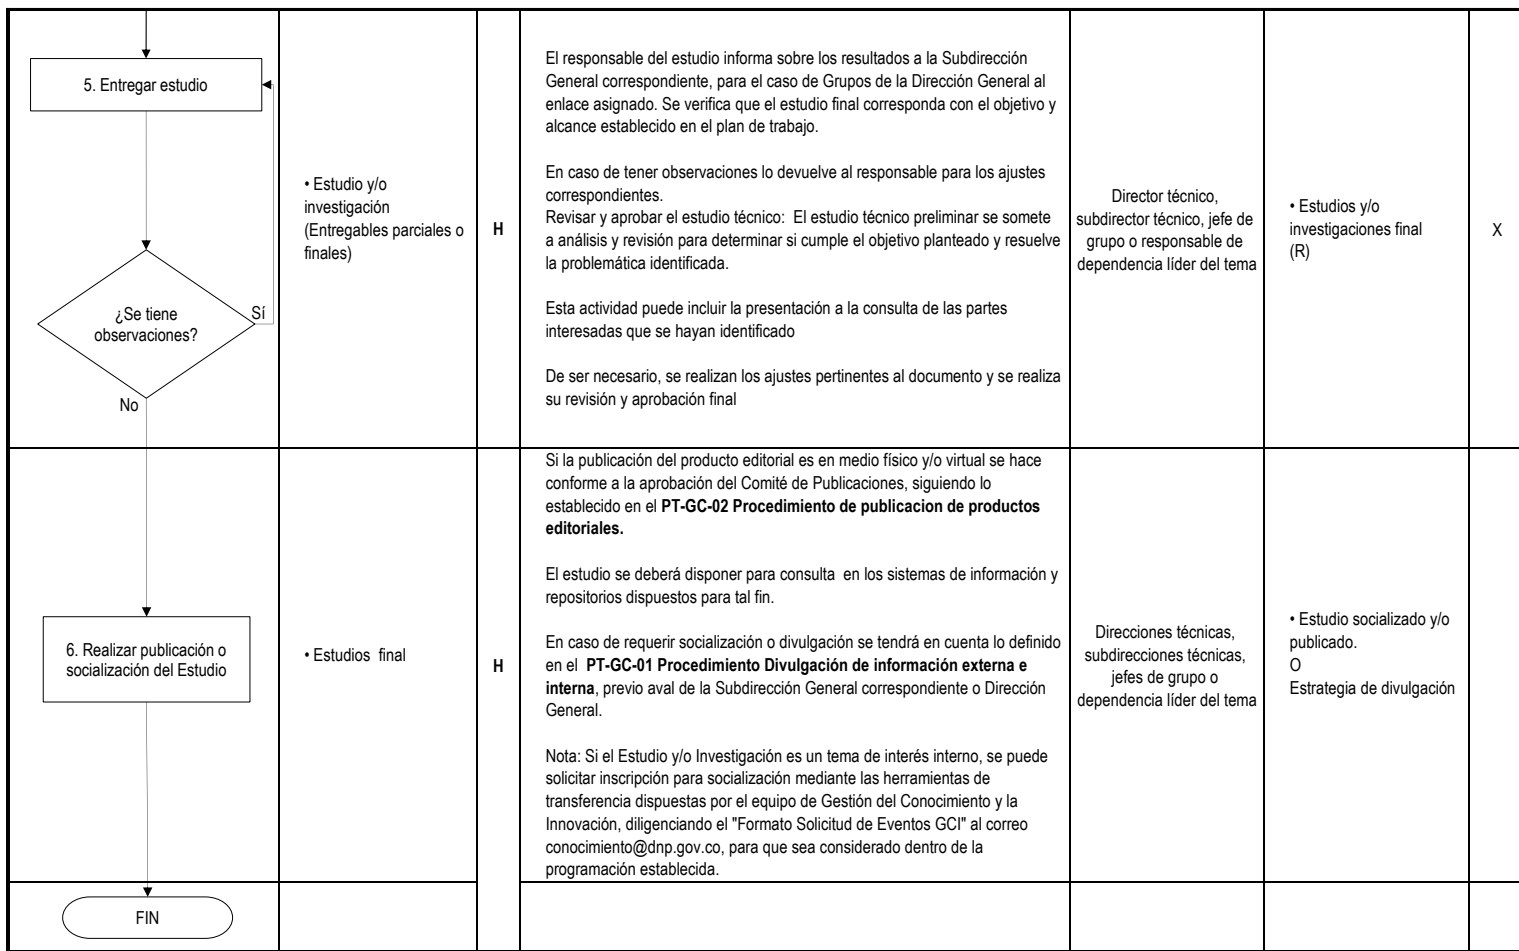 5. Entregar estudio
¿Se tiene
observaciones?
Sí
No
• Estudio y/o
investigación
(Entregables parciales o
finales)
H
El responsable del estudio informa sobre los resultados a la Subdirección
General correspondiente, para el caso de Grupos de la Dirección General al
enlace asignado. Se verifica que el estudio final corresponda con el objetivo y
alcance establecido en el plan de trabajo.
En caso de tener observaciones lo devuelve al responsable para los ajustes
correspondientes.
Revisar y aprobar el estudio técnico:  El estudio técnico preliminar se somete
a análisis y revisión para determinar si cumple el objetivo planteado y resuelve
la problemática identificada.
Esta actividad puede incluir la presentación a la consulta de las partes
interesadas que se hayan identificado
De ser necesario, se realizan los ajustes pertinentes al documento y se realiza
su revisión y aprobación final
Director técnico,
subdirector técnico, jefe de
grupo o responsable de
dependencia líder del tema
• Estudios y/o
investigaciones final
(R)
X
6. Realizar publicación o
socialización del Estudio
• Estudios  final
H
Si la publicación del producto editorial es en medio físico y/o virtual se hace
conforme a la aprobación del Comité de Publicaciones, siguiendo lo
establecido en el PT-GC-02 Procedimiento de publicacion de productos
editoriales.
El estudio se deberá disponer para consulta  en los sistemas de información y
repositorios dispuestos para tal fin.
En caso de requerir socialización o divulgación se tendrá en cuenta lo definido
en el  PT-GC-01 Procedimiento Divulgación de información externa e
interna, previo aval de la Subdirección General correspondiente o Dirección
General.
Nota: Si el Estudio y/o Investigación es un tema de interés interno, se puede
solicitar inscripción para socialización mediante las herramientas de
transferencia dispuestas por el equipo de Gestión del Conocimiento y la
Innovación, diligenciando el "Formato Solicitud de Eventos GCI" al correo
conocimiento@dnp.gov.co, para que sea considerado dentro de la
programación establecida.
Direcciones técnicas,
subdirecciones técnicas,
jefes de grupo o
dependencia líder del tema
• Estudio socializado y/o
publicado.
O
Estrategia de divulgación
FIN